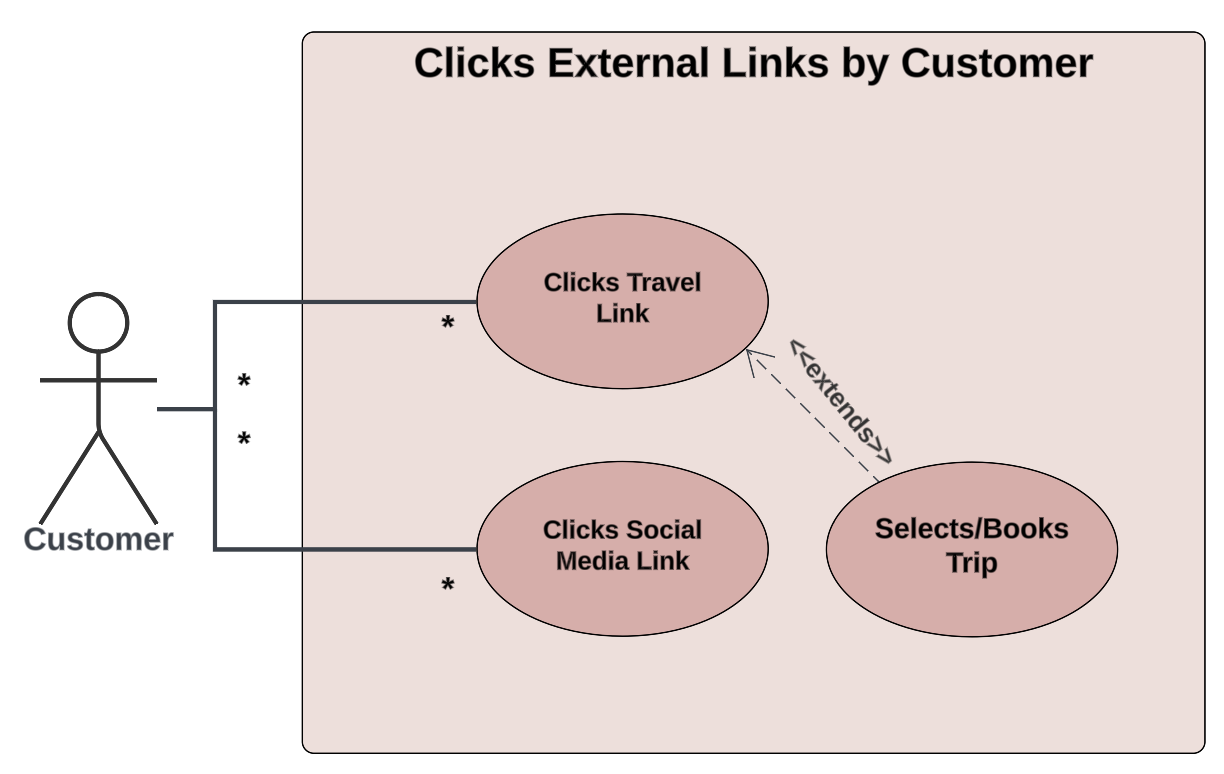 Clicks External Links by Customer
Clicks Travel
Link
*
*
*
<<extends>>
Customer
Clicks Social
Media Link
*
Selects/Books
Trip